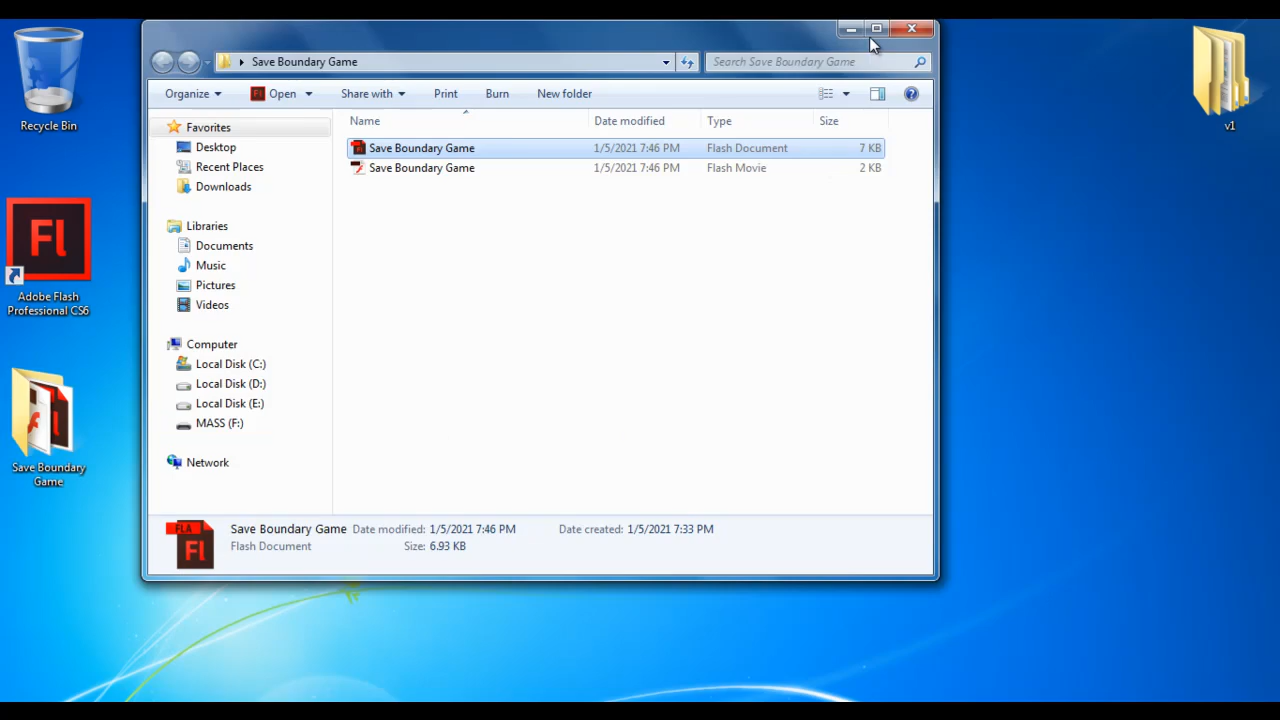 Recycle Bin
Adobe Flash
Professional CS6
Save Boundary
Game
v1
Save Boundary Game
Search Save Boundary Game
Organize
Fl Open
Share with
Print
Burn
New folder
Name
Date modified
Type
Size
Save Boundary Game 1/5/2021 7:46 PM Flash Document 7 KB
Save Boundary Game 1/5/2021 7:46 PM Flash Movie 2 KB
Favorites
Desktop
Recent Places
Downloads
Libraries
Documents
Music
Pictures
Videos
Computer
Local Disk (C:)
Local Disk (D:)
Local Disk (E:)
MASS (F:)
Network
FLA
Fl
Save Boundary Game Date modified: 1/5/2021 7:46 PM Date created: 1/5/2021 7:33 PM
Flash Document Size: 6.93 KB
Fl